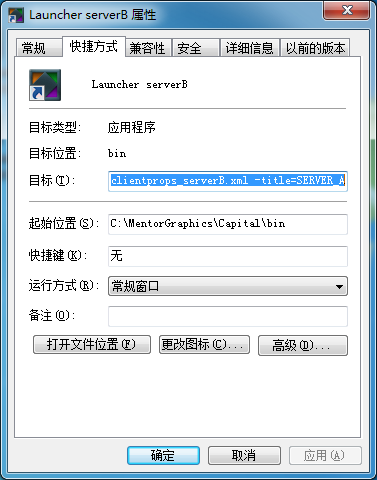 Launcher serverB 属性
常规 快捷方式 兼容性 安全 详细信息 以前的版本
Launcher serverB
目标类型: 应用程序
目标位置: bin
目标(T): clientprops_serverB.xml -title=SERVER_A
起始位置(S): C:\MentorGraphics\Capital\bin
快捷键(K): 无
运行方式(R): 常规窗口
备注(O):
打开文件位置(F) 更改图标(C)... 高级(D)...
确定 取消 应用(A)